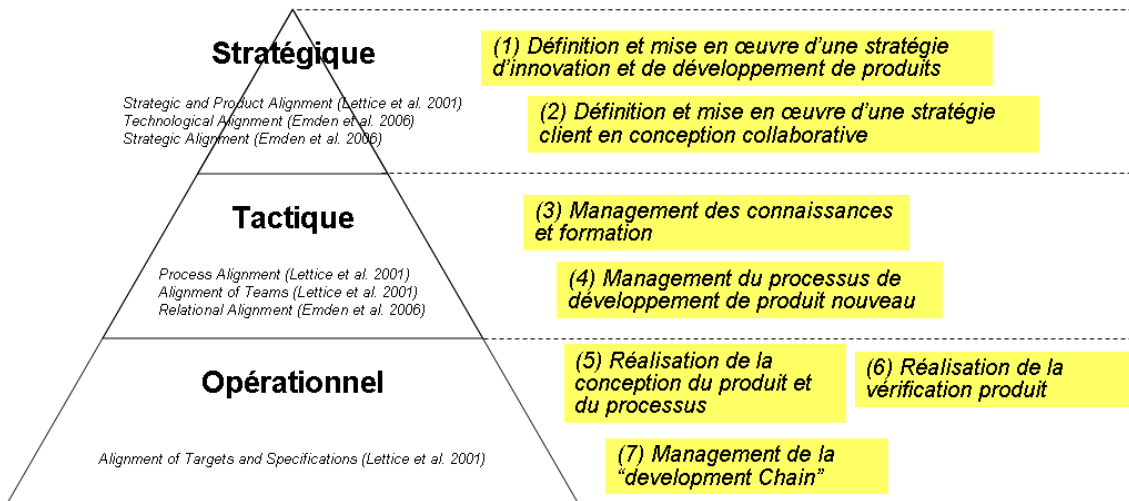 Stratégique
Strategic and Product Alignment (Lettice et al. 2001)
Technological Alignment (Emden et al. 2006)
Strategic Alignment (Emden et al. 2006)
(1) Définition et mise en œuvre d’une stratégie
d’innovation et de développement de produits
(2) Définition et mise en œuvre d’une stratégie
client en conception collaborative
Tactique
Process Alignment (Lettice et al. 2001)
Alignment of Teams (Lettice et al. 2001)
Relational Alignment (Emden et al. 2006)
(3) Management des connaissances
et formation
(4) Management du processus de
développement de produit nouveau
Opérationnel
Alignment of Targets and Specifications (Lettice et al. 2001)
(5) Réalisation de la
conception du produit et
du processus
(6) Réalisation de la
vérification produit
(7) Management de la
“development Chain”